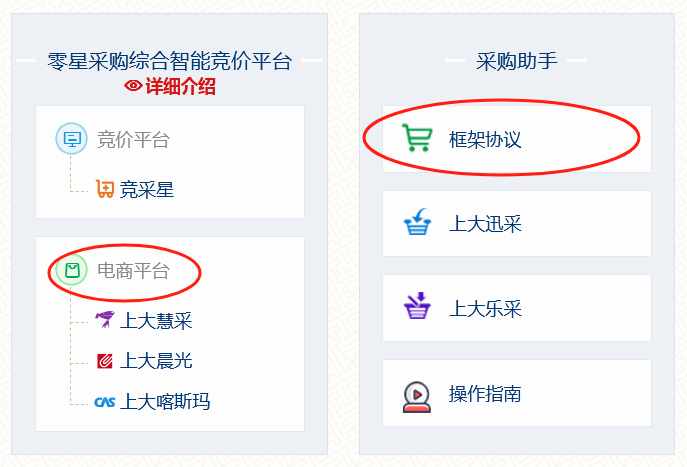 零星采购综合智能竞价平台
详细介绍
竞价平台
竞采星
电商平台
上大慧采
上大晨光
CAS 上大喀斯玛
采购助手
框架协议
上大迅采
上大乐采
操作指南